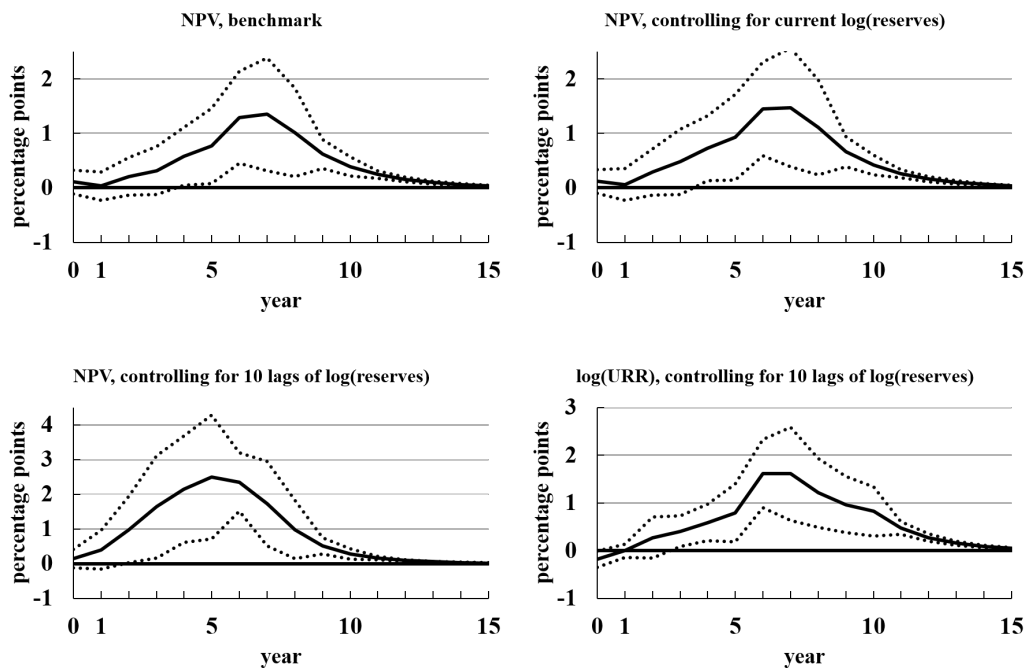 NPV, benchmark
percentage points
2
1
0
-1
0 1 5 10 15
year
NPV, controlling for current log(reserves)
percentage points
2
1
0
-1
0 1 5 10 15
year
NPV, controlling for 10 lags of log(reserves)
percentage points
4
3
2
1
0
-1
0 1 5 10 15
year
log(URR), controlling for 10 lags of log(reserves)
percentage points
3
2
1
0
-1
0 1 5 10 15
year